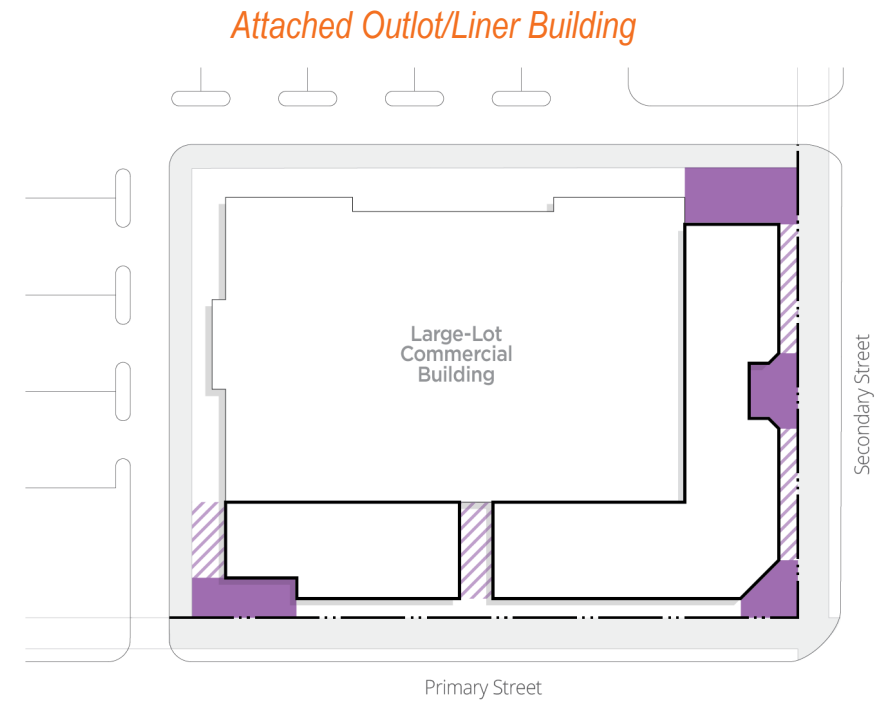 Attached Outlot/Liner Building
Large-Lot
Commercial
Building
Secondary Street
Primary Street